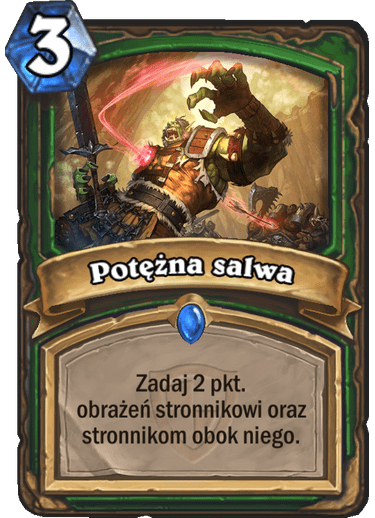 3
Potężna salwa
Zadaj 2 pkt.
obrażeń stronnikowi oraz
stronnikom obok niego.